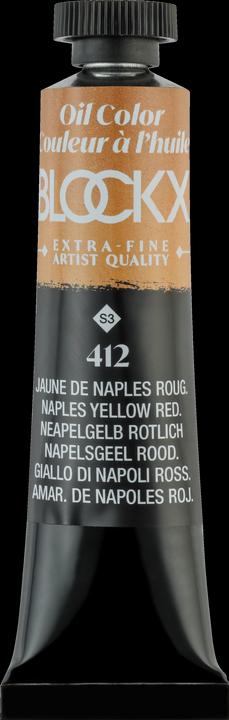 Oil Color
Couleur à l'huile
BLOCKX
EXTRA-FINE
ARTIST QUALITY
S3
412
JAUNE DE NAPLES ROUG.
NAPLES YELLOW RED.
NEAPELGELB ROTLICH
NAPELSGEEL ROOD.
GIALLO DI NAPOLI ROSS.
AMAR. DE NAPOLES ROJ.